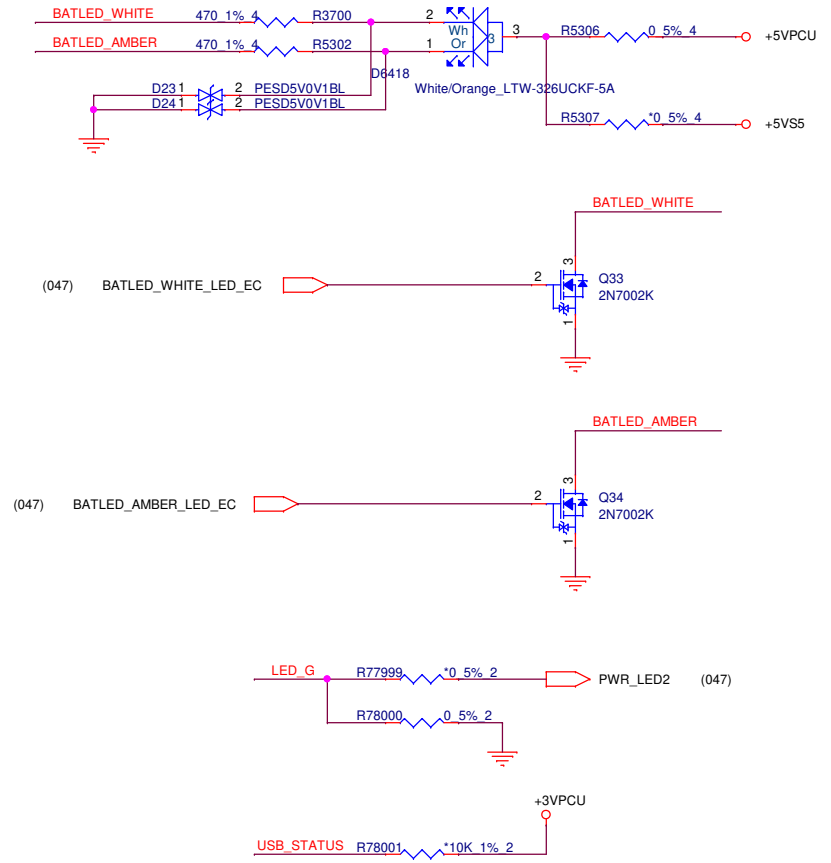 BATLED_WHITE 470_1%_4 R3700 2
Wh
BATLED_AMBER 470_1%_4 R5302 1
Or
3 3 R5306 0_5%_4 +5VPCU
D6418
D23 1 2 PESD5V0V1BL
D24 1 2 PESD5V0V1BL
White/Orange_LTW-326UCKF-5A
R5307 *0_5%_4 +5VS5
BATLED_WHITE
(047) BATLED_WHITE_LED_EC 2 3 Q33
2N7002K
1
BATLED_AMBER
(047) BATLED_AMBER_LED_EC 2 3 Q34
2N7002K
1
LED_G R77999 *0_5%_2 PWR_LED2 (047)
R78000 0_5%_2
+3VPCU
USB_STATUS R78001 *10K_1%_2